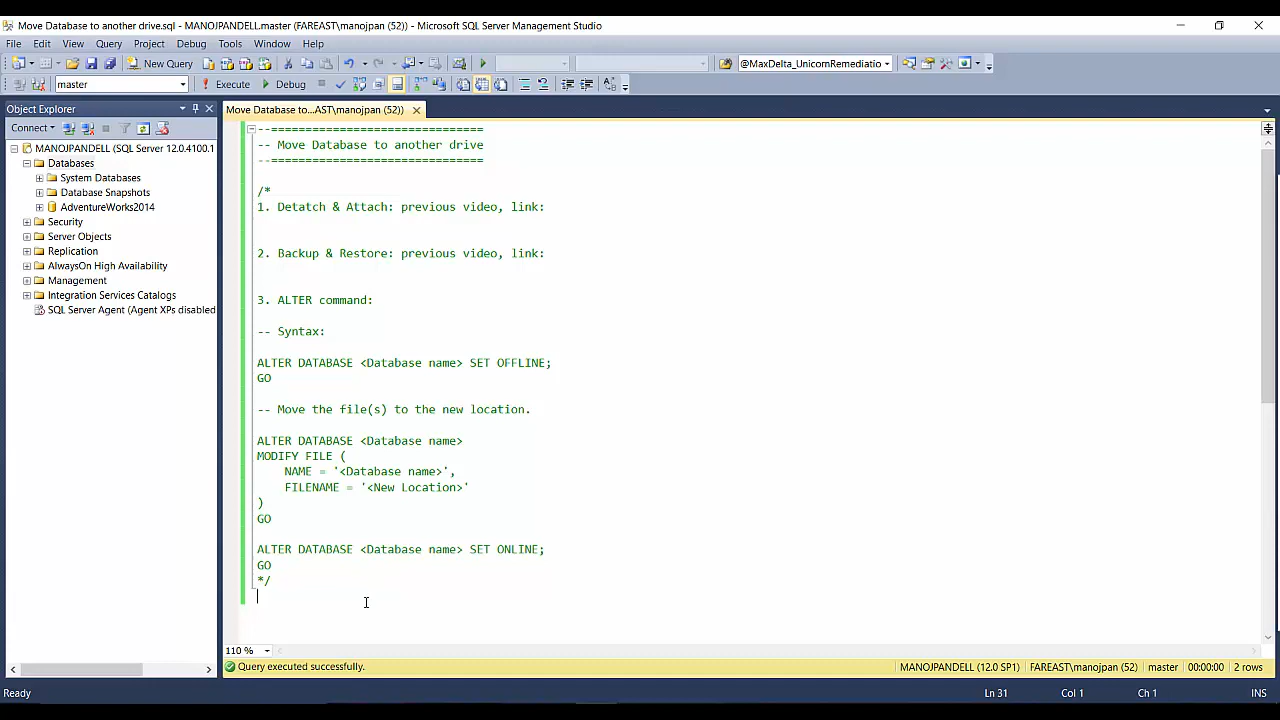 Move Database to another drive.sql - MANOJPANDELL.master (FAREAST\manojpan (52)) - Microsoft SQL Server Management Studio
File Edit View Query Project Debug Tools Window Help
New Query @MaxDelta_UnicomRemediatio
master Execute Debug
Object Explorer
Move Database to...AST\manojpan (52))
Connect
MANOJPANDELL (SQL Server 12.0.4100.1
Databases
System Databases
Database Snapshots
AdventureWorks2014
Security
Server Objects
Replication
AlwaysOn High Availability
Management
Integration Services Catalogs
SQL Server Agent (Agent XPs disabled
--===============================
-- Move Database to another drive
--===============================
/*
1. Detatch & Attach: previous video, link:
2. Backup & Restore: previous video, link:
3. ALTER command:
-- Syntax:
ALTER DATABASE <Database name> SET OFFLINE;
GO
-- Move the file(s) to the new location.
ALTER DATABASE <Database name>
MODIFY FILE (
NAME = '<Database name>',
FILENAME = '<New Location>'
)
GO
ALTER DATABASE <Database name> SET ONLINE;
GO
*/
110 %
Query executed successfully. MANOJPANDELL (12.0 SP1) FAREAST\manojpan (52) master 00:00:00 2 rows
Ready Ln 31 Col 1 Ch 1 INS